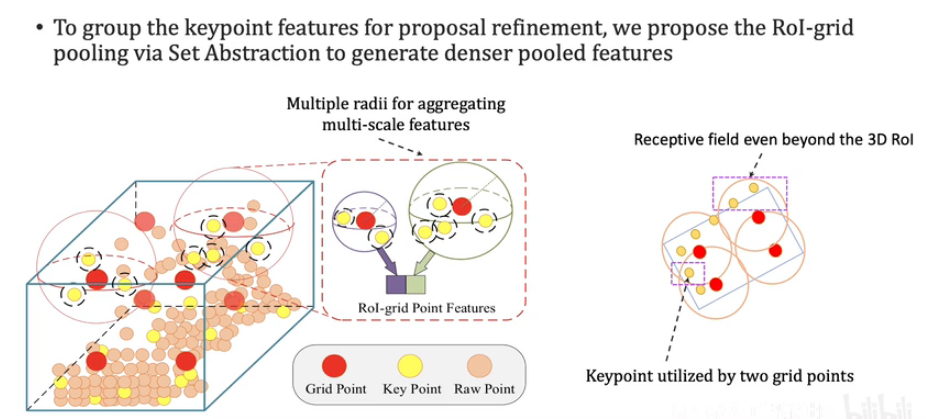 • To group the keypoint features for proposal refinement, we propose the RoI-grid
pooling via Set Abstraction to generate denser pooled features
Multiple radii for aggregating
multi-scale features
Receptive field even beyond the 3D RoI
RoI-grid Point Features
Grid Point Key Point Raw Point
Keypoint utilized by two grid points
bilibili